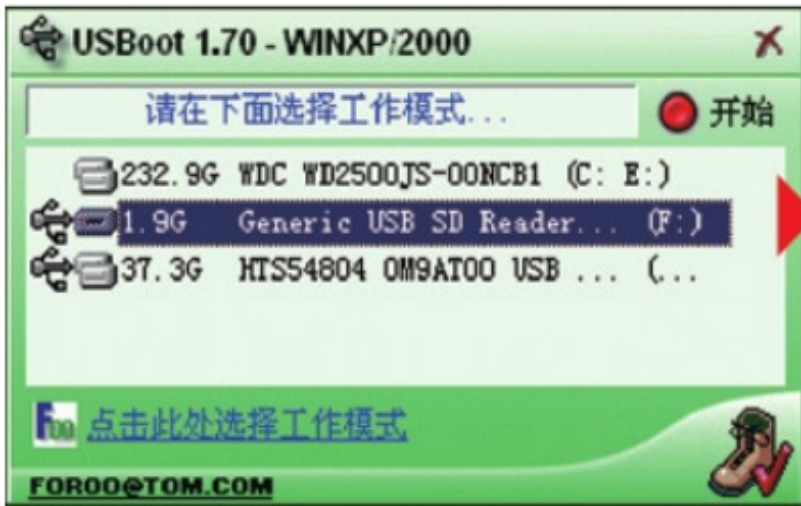 USBoot 1.70 - WINXP/2000
请在下面选择工作模式...
开始
232.9G WDC WD2500JS-00NCB1 (C: E:)
1.9G Generic USB SD Reader... (F:)
37.3G HTS54804 0M9AT00 USB ... (...
Foo 点击此处选择工作模式
FOROO@TOM.COM